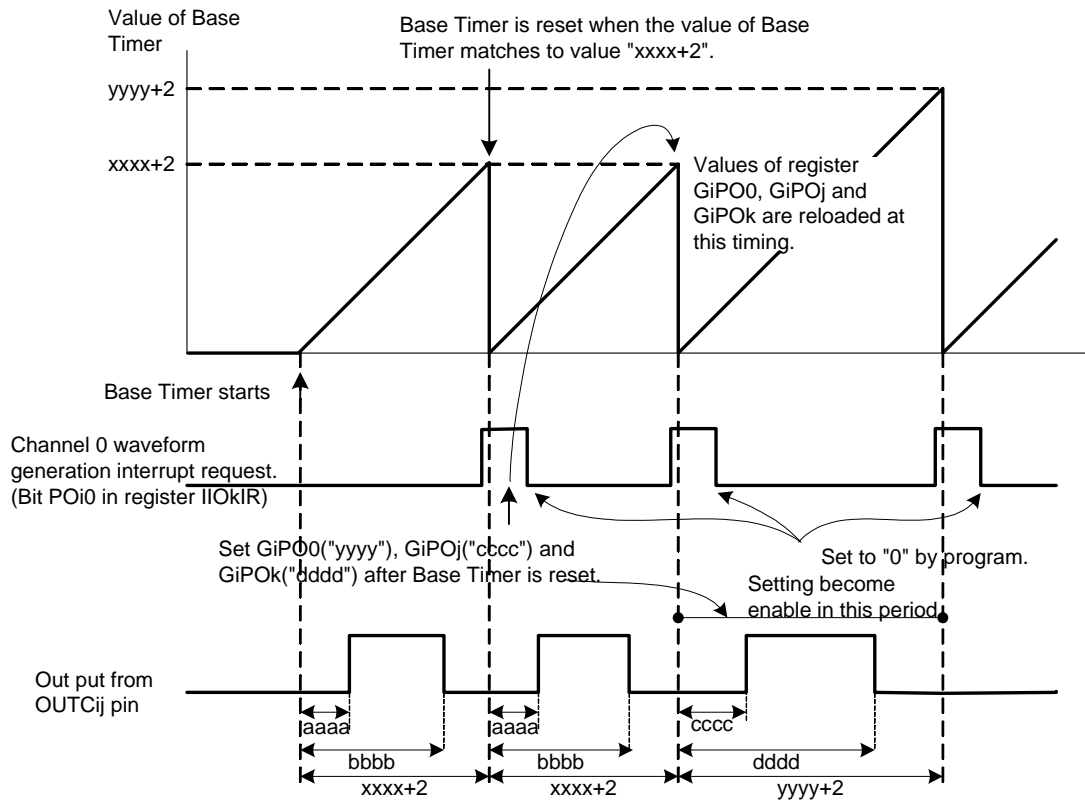 Value of Base
Timer
Base Timer is reset when the value of Base
Timer matches to value "xxxx+2".
yyyy+2
xxxx+2
Values of register
GiPO0, GiPOj and
GiPOk are reloaded at
this timing.
Base Timer starts
Channel 0 waveform
generation interrupt request.
(Bit POi0 in register IIOkIR)
Set GiPO0("yyyy"), GiPOj("cccc") and
GiPOk("dddd") after Base Timer is reset.
Set to "0" by program.
Setting become
enable in this period
Out put from
OUTCij pin
aaaa
aaaa
cccc
bbbb
bbbb
dddd
xxxx+2
xxxx+2
yyyy+2